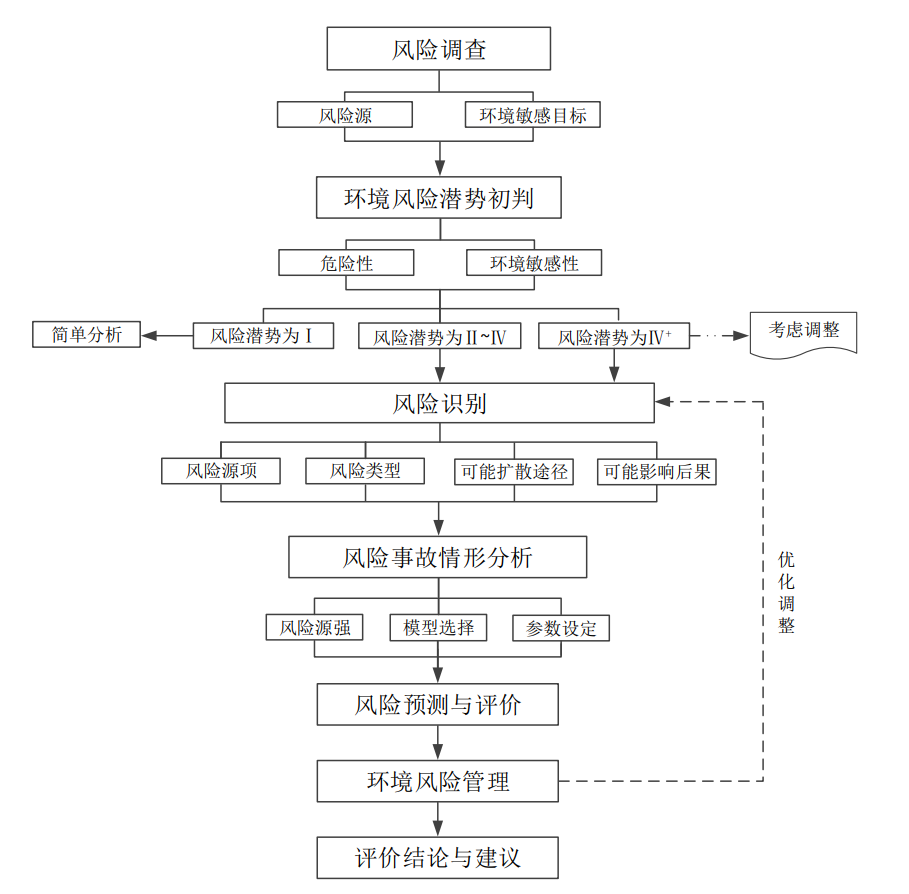 风险调查
风险源
环境敏感目标
环境风险潜势初判
危险性
环境敏感性
简单分析
风险潜势为Ⅰ
风险潜势为Ⅱ~Ⅳ
风险潜势为Ⅳ⁺
考虑调整
风险识别
风险源项
风险类型
可能扩散途径
可能影响后果
风险事故情形分析
风险源强
模型选择
参数设定
优化调整
风险预测与评价
环境风险管理
评价结论与建议